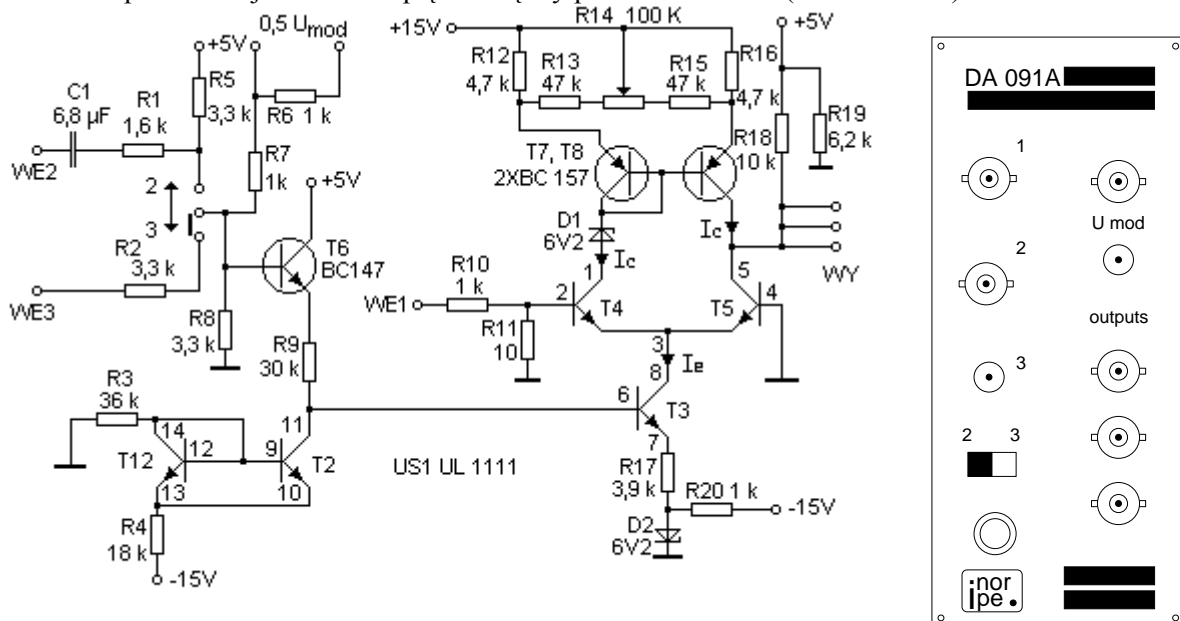 +15V
R14 100 K
+5V
0,5 Umod
+5V
R12
4,7 k
R13
47 k
R15
47 k
R16
4,7 k
R5
3,3 k
C1
6,8 µF
R1
1,6 k
R6 1 k
R19
6,2 k
R18
10 k
WE2
R7
1k
T7, T8
2XBC 157
+5V
2
3
D1
6V2
Ic
Ic
R2
3,3 k
T6
BC147
WY
WE3
R10
1 k
1
5
WE1
2
T4
T5
4
R8
3,3 k
R11
10
R9
30 k
3
8
Ie
R3
36 k
6
T3
14
11
7
12
9
T12
T2
US1 UL 1111
13
10
R17
3,9 k
R20 1 k
-15V
R4
18 k
D2
6V2
-15V
DA 091A
1
U mod
2
outputs
3
2 3
inor
pe.